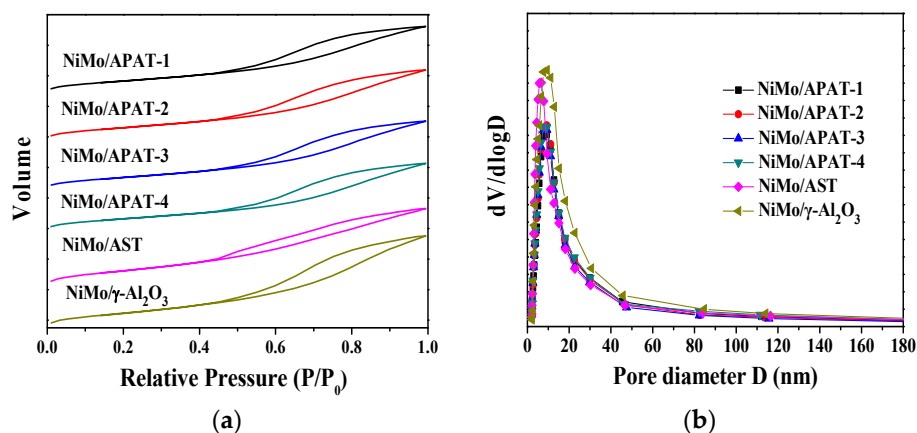 Volume
NiMo/APAT-1
NiMo/APAT-2
NiMo/APAT-3
NiMo/APAT-4
NiMo/AST
NiMo/γ-Al₂O₃
0.0 0.2 0.4 0.6 0.8 1.0
Relative Pressure (P/P₀)
(a)
dV/dlogD
NiMo/APAT-1
NiMo/APAT-2
NiMo/APAT-3
NiMo/APAT-4
NiMo/AST
NiMo/γ-Al₂O₃
0 20 40 60 80 100 120 140 160 180
Pore diameter D (nm)
(b)